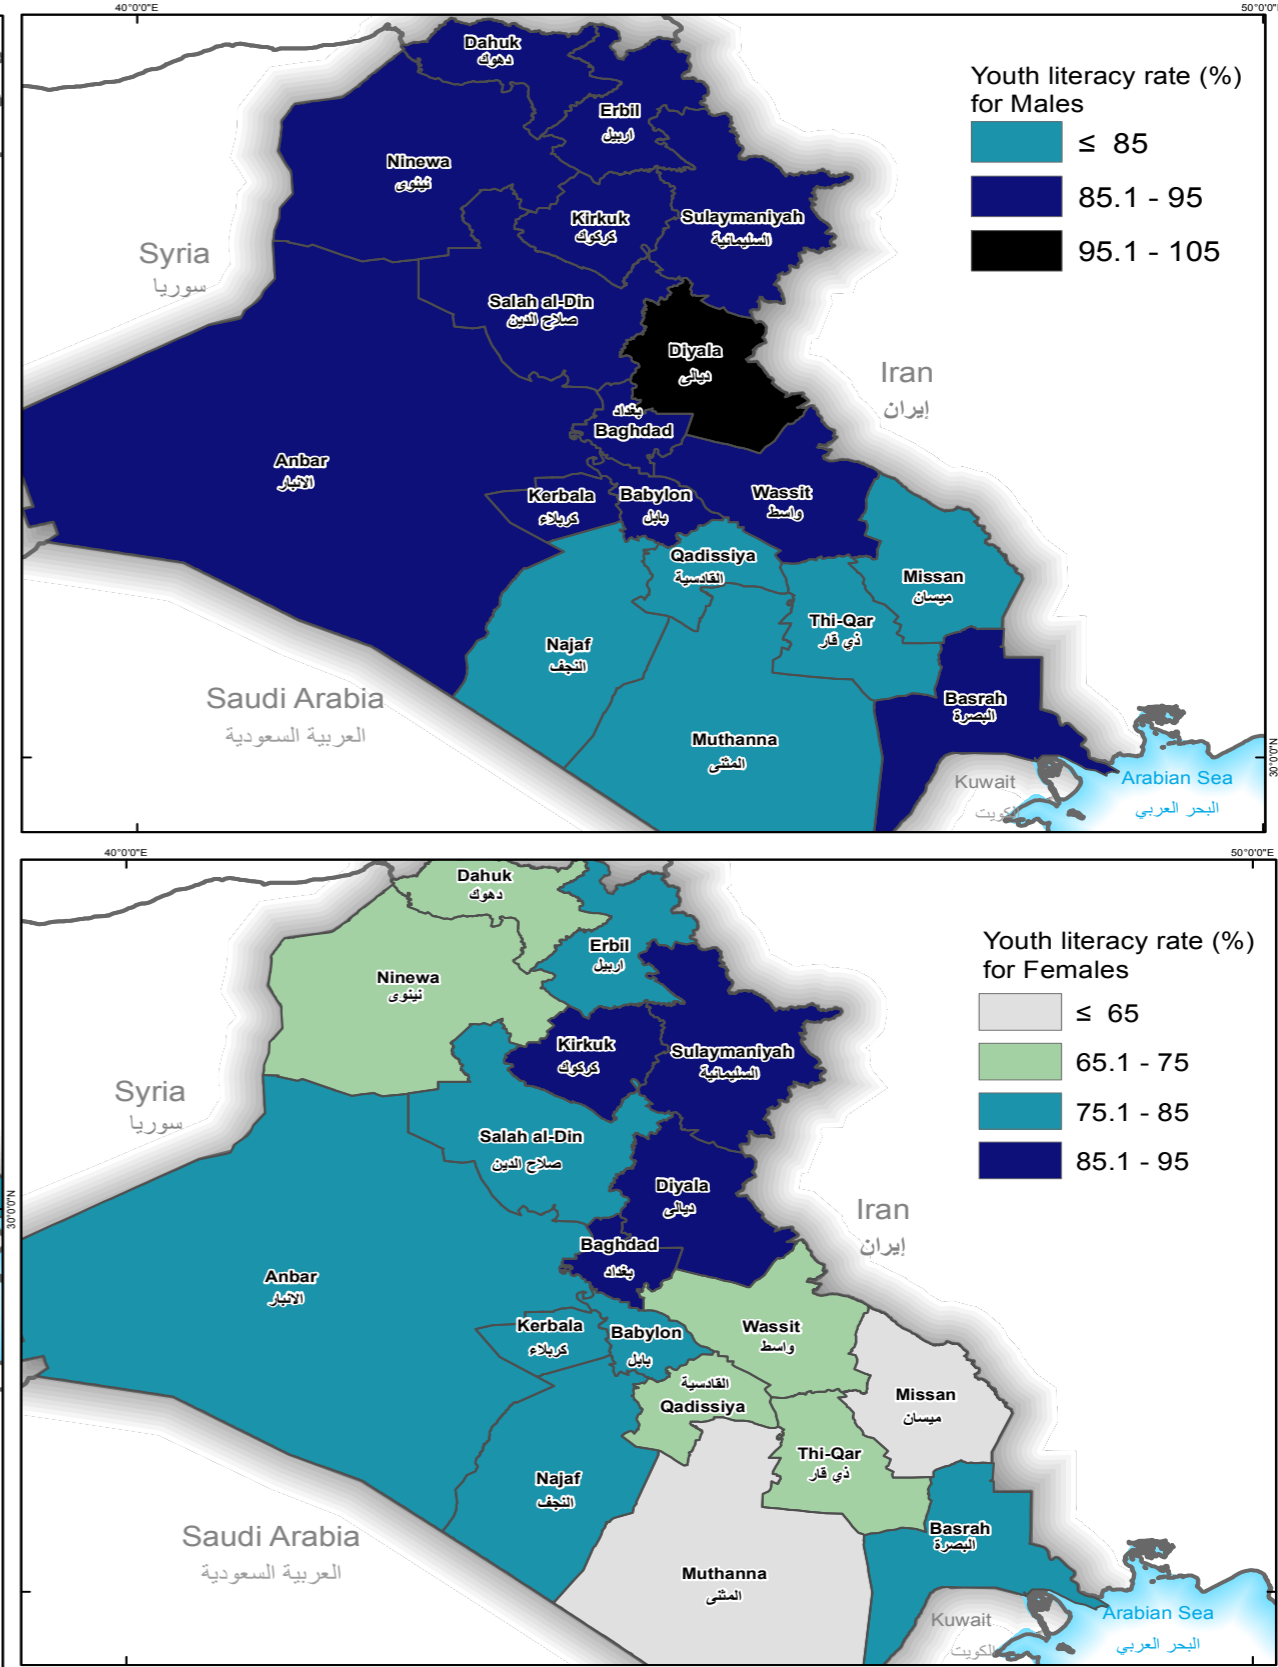 40°0'0"E
50°0'0"E
Youth literacy rate (%)
for Males
≤ 85
85.1 - 95
95.1 - 105
Dahuk
دهوك
Erbil
اربيل
Ninewa
نينوى
Kirkuk
كركوك
Sulaymaniyah
السليمانية
Syria
سوريا
Salah al-Din
صلاح الدين
Diyala
ديالى
Iran
إيران
بغداد
Baghdad
Anbar
الانبار
Kerbala
كربلاء
Babylon
بابل
Wassit
واسط
Qadissiya
القادسية
Missan
ميسان
Thi-Qar
ذي قار
Najaf
النجف
Saudi Arabia
العربية السعودية
Basrah
البصرة
Muthanna
المثنى
Kuwait
الكويت
Arabian Sea
البحر العربي
30°0'0"N
40°0'0"E
50°0'0"E
Youth literacy rate (%)
for Females
≤ 65
65.1 - 75
75.1 - 85
85.1 - 95
Dahuk
دهوك
Erbil
اربيل
Ninewa
نينوى
Kirkuk
كركوك
Sulaymaniyah
السليمانية
Syria
سوريا
Salah al-Din
صلاح الدين
Diyala
ديالى
30°0'0"N
Iran
إيران
Baghdad
بغداد
Anbar
الانبار
Kerbala
كربلاء
Babylon
بابل
Wassit
واسط
القادسية
Qadissiya
Missan
ميسان
Thi-Qar
ذي قار
Najaf
النجف
Saudi Arabia
العربية السعودية
Basrah
البصرة
Muthanna
المثنى
Kuwait
الكويت
Arabian Sea
البحر العربي